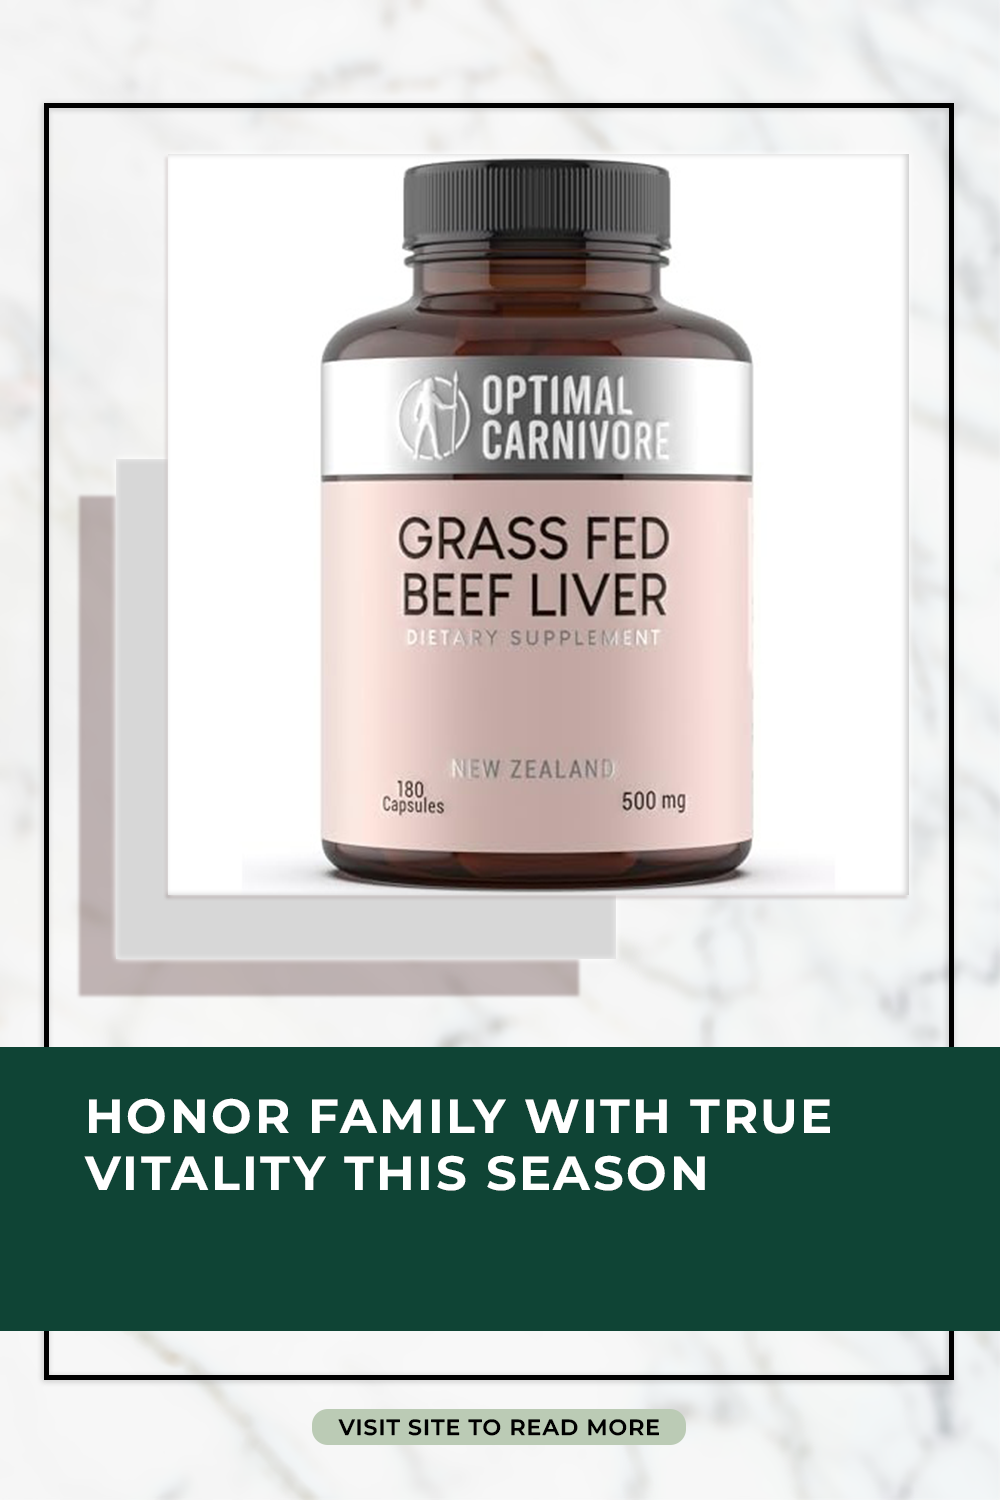 OPTIMAL
CARNIVORE
GRASS FED
BEEF LIVER
DIETARY SUPPLEMENT
NEW ZEALAND
180
Capsules
500 mg
HONOR FAMILY WITH TRUE
VITALITY THIS SEASON
VISIT SITE TO READ MORE